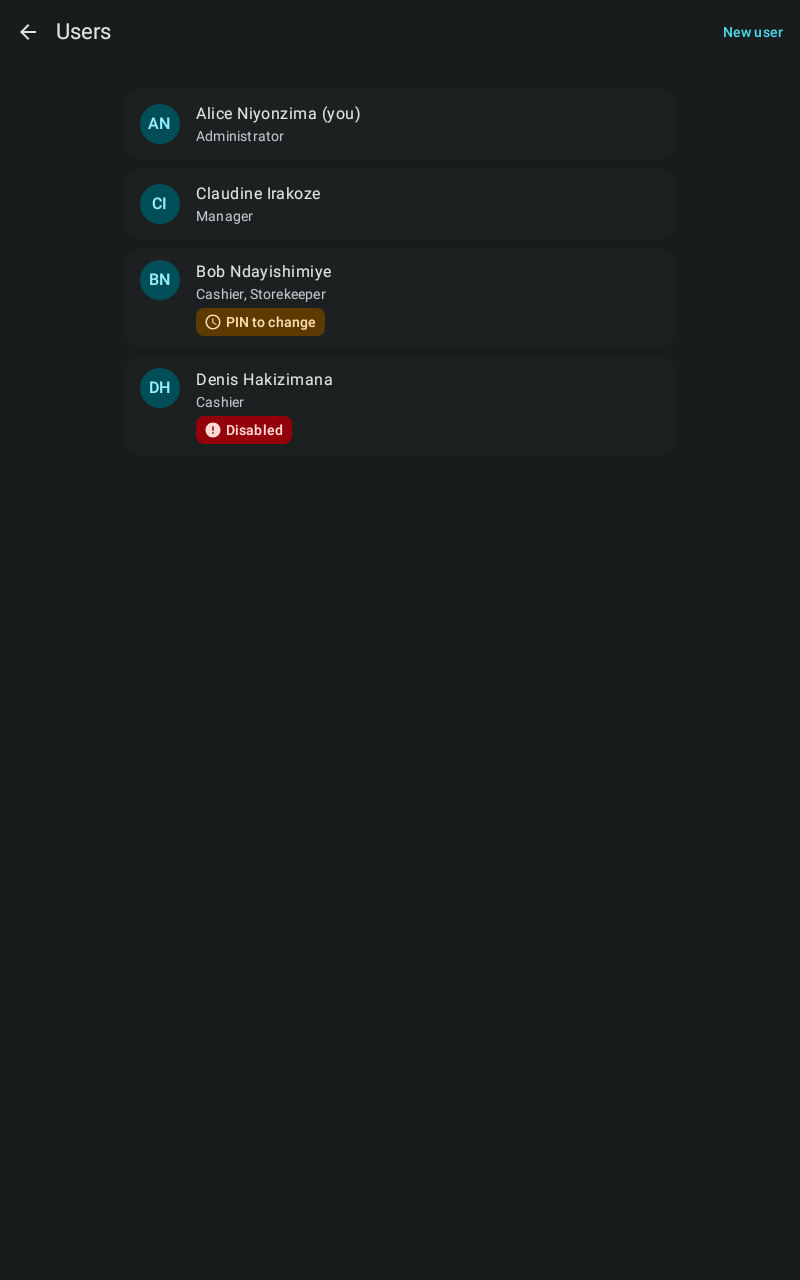 Users
New user
AN
Alice Niyonzima (you)
Administrator
CI
Claudine Irakoze
Manager
BN
Bob Ndayishimiye
Cashier, Storekeeper
PIN to change
DH
Denis Hakizimana
Cashier
Disabled